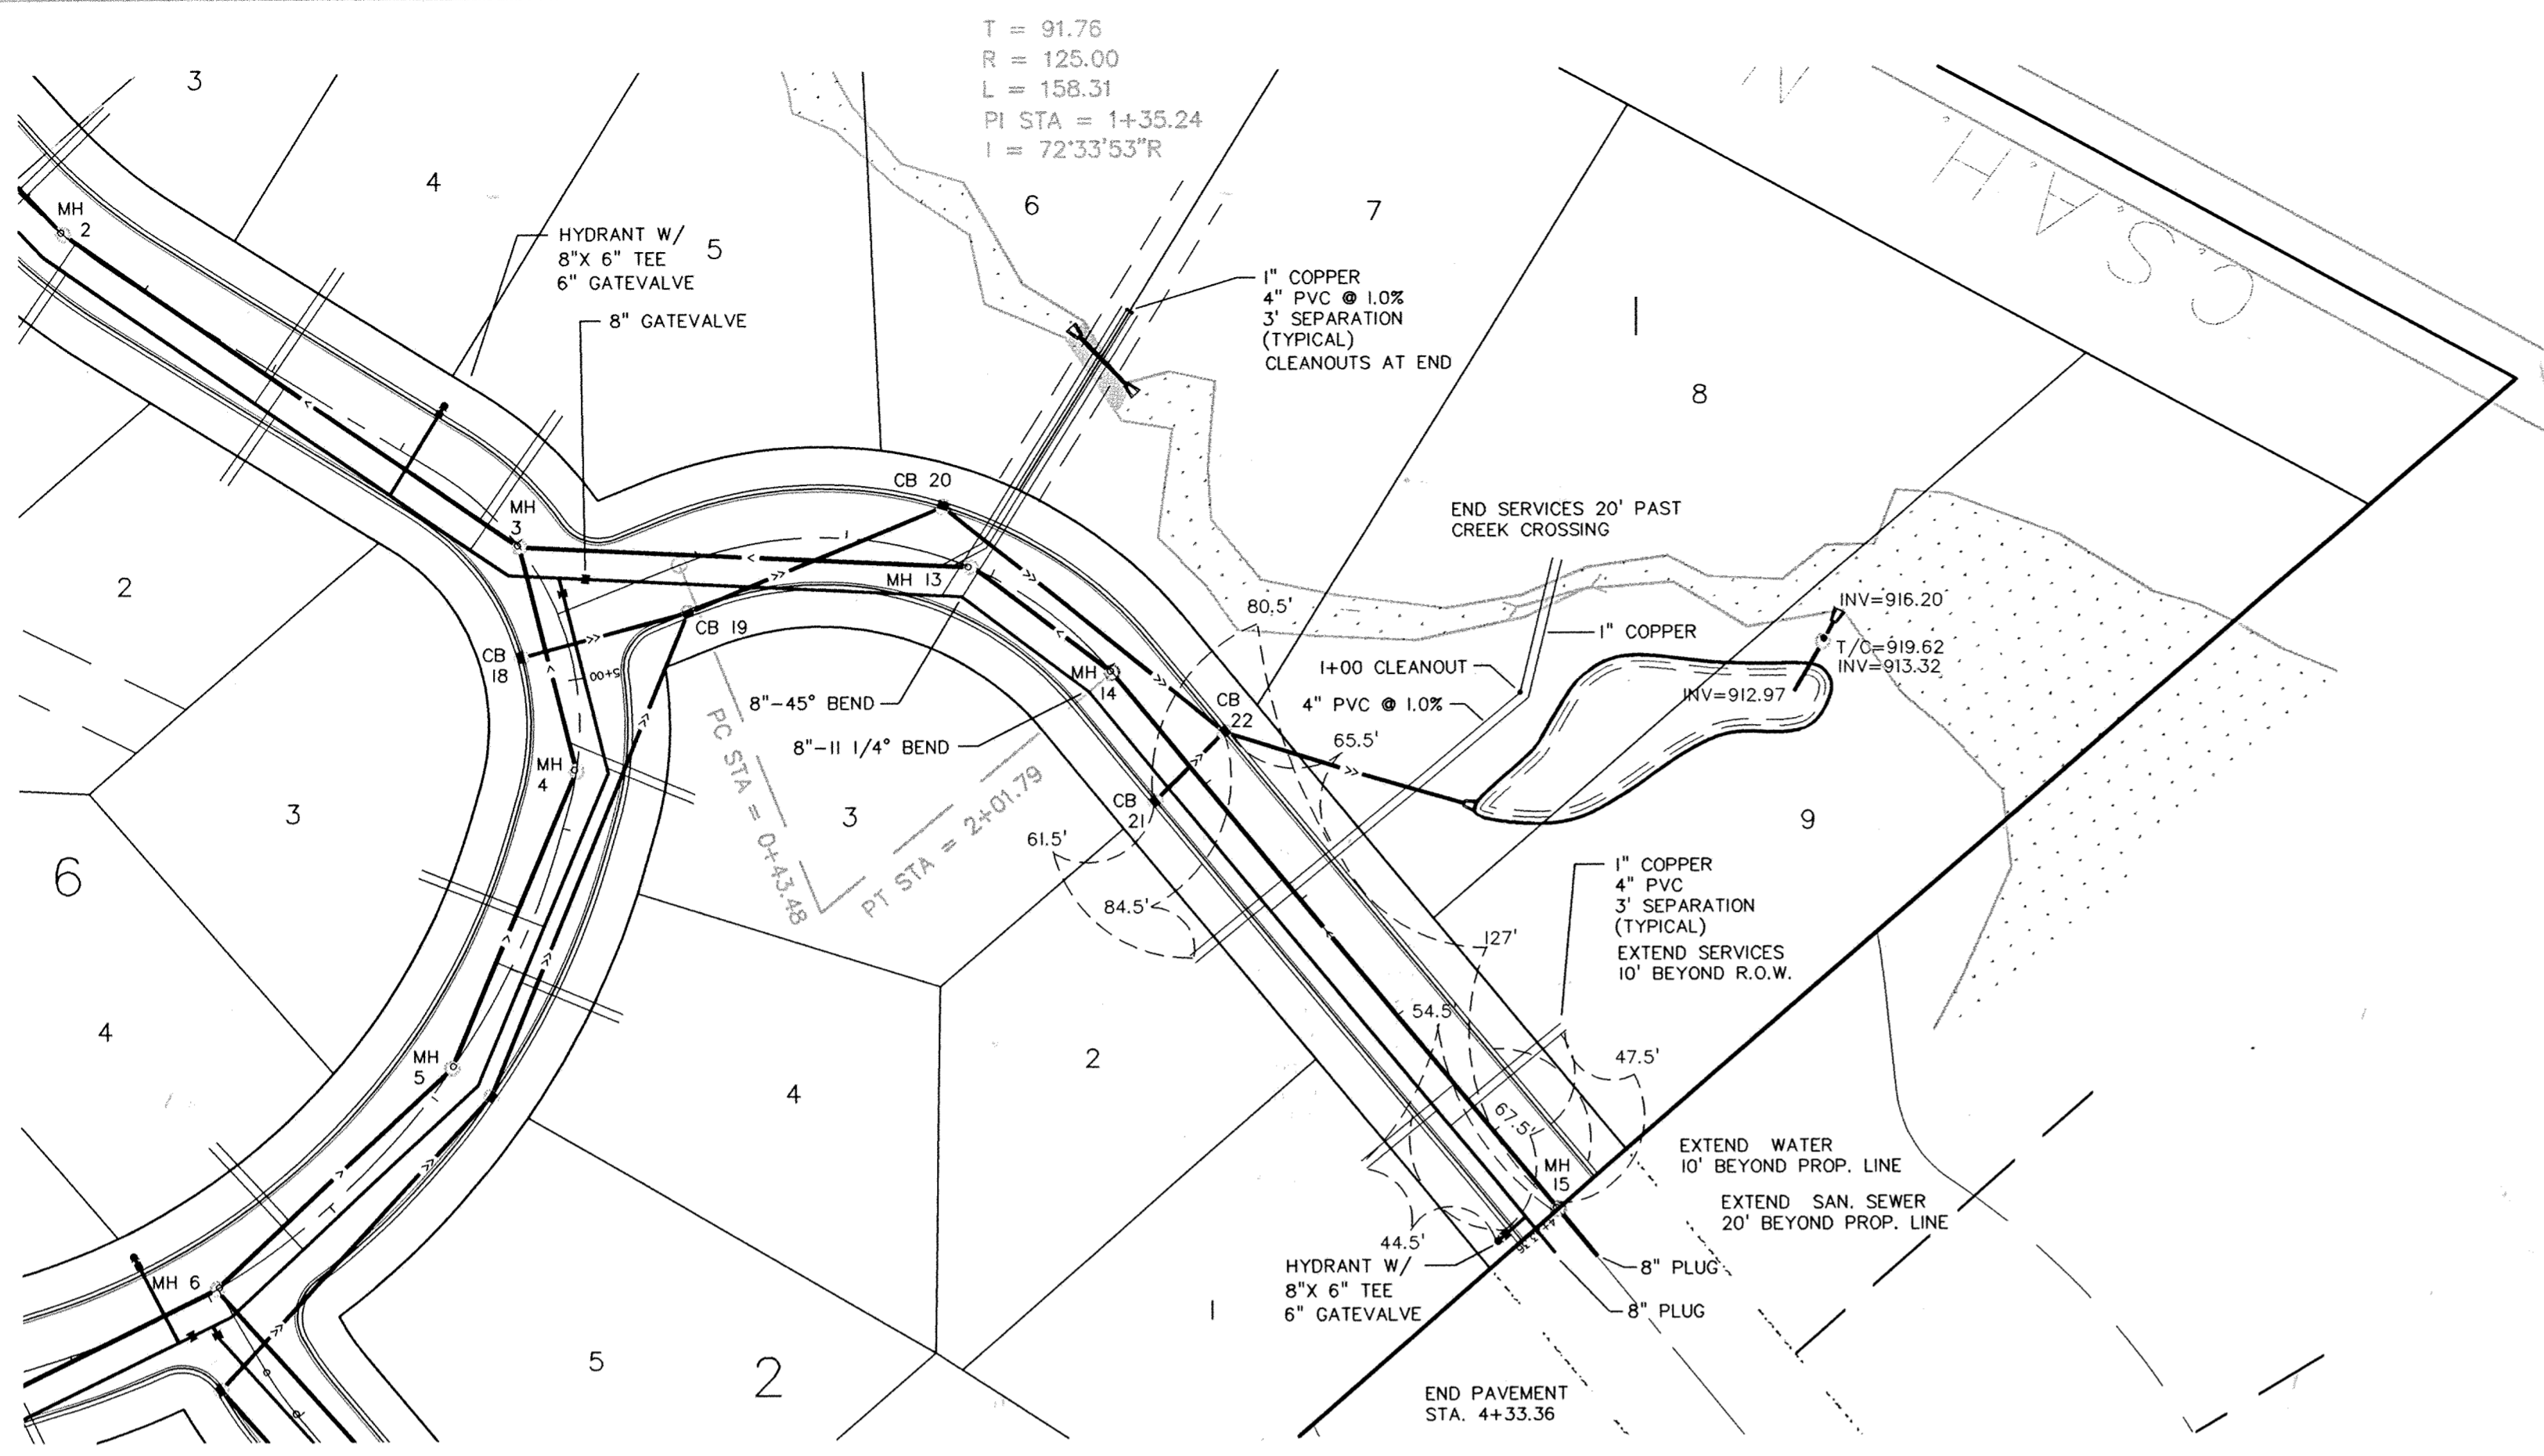 T = 91.76
R = 125.00
L = 158.31
PI STA = 1+35.24
I = 72°33'53"R
C.S.A.H.
3
4
5
6
7
8
1
MH
2
HYDRANT W/
8"X 6" TEE
6" GATEVALVE
8" GATEVALVE
1" COPPER
4" PVC @ 1.0%
3' SEPARATION
(TYPICAL)
CLEANOUTS AT END
CB 20
MH
3
MH 13
END SERVICES 20' PAST
CREEK CROSSING
2
CB 19
CB
18
5+00
80.5'
1" COPPER
1+00 CLEANOUT
4" PVC @ 1.0%
INV=916.20
T/C=919.62
INV=913.32
INV=912.97
MH
14
8"-45° BEND
8"-11 1/4° BEND
CB
22
65.5'
PC STA = 0+43.48
PT STA = 2+01.79
MH
4
3
3
CB
21
61.5'
84.5'
9
6
1" COPPER
4" PVC
3' SEPARATION
(TYPICAL)
EXTEND SERVICES
10' BEYOND R.O.W.
127'
54.5'
47.5'
67.5'
4
MH
5
4
2
MH
15
EXTEND WATER
10' BEYOND PROP. LINE
EXTEND SAN. SEWER
20' BEYOND PROP. LINE
44.5'
HYDRANT W/
8"X 6" TEE
6" GATEVALVE
8" PLUG
8" PLUG
MH 6
1
5
2
END PAVEMENT
STA. 4+33.36